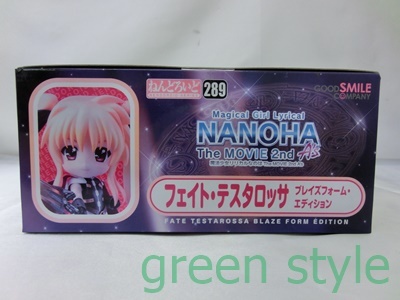 ねんどろいど 289
GOOD SMILE
COMPANY
Magical Girl Lyrical
NANOHA
The MOVIE 2nd A's
フェイト・テスタロッサ ブレイズフォーム・
エディション
FATE TESTAROSSA BLAZE FORM EDITION
green style